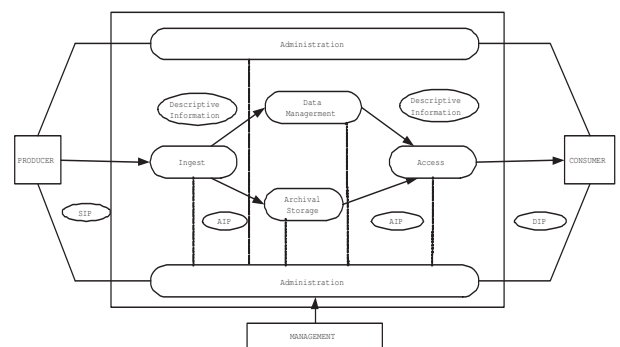 Administration
Descriptive
Information
Data
Management
Descriptive
Information
PRODUCER
Ingest
Access
CONSUMER
Archival
Storage
SIP
AIP
AIP
DIP
Administration
MANAGEMENT